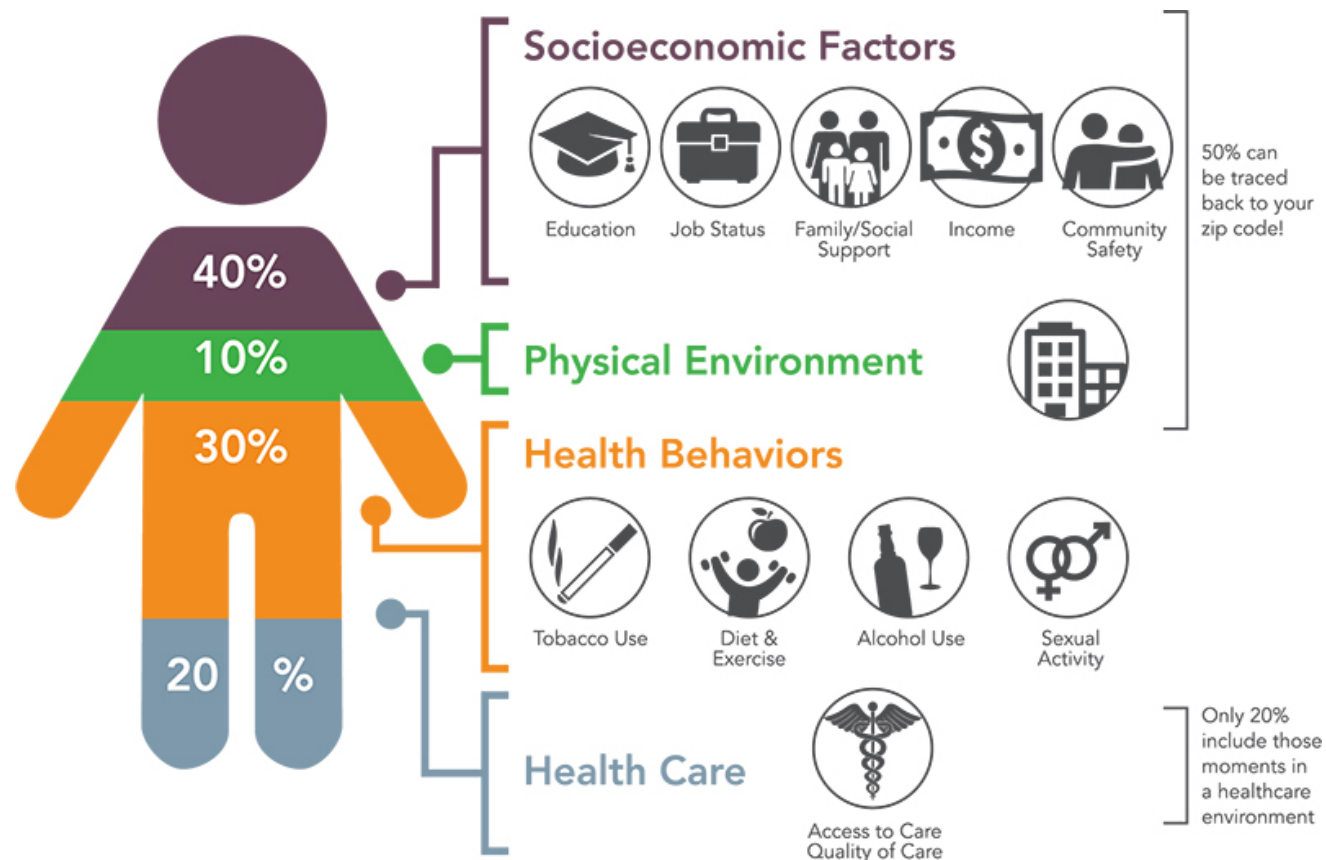 Socioeconomic Factors
Education
Job Status
Family/Social
Support
Income
Community
Safety
50% can
be traced
back to your
zip code!
40%
10%
Physical Environment
30%
Health Behaviors
Tobacco Use
Diet &
Exercise
Alcohol Use
Sexual
Activity
20 %
Health Care
Access to Care
Quality of Care
Only 20%
include those
moments in
a healthcare
environment